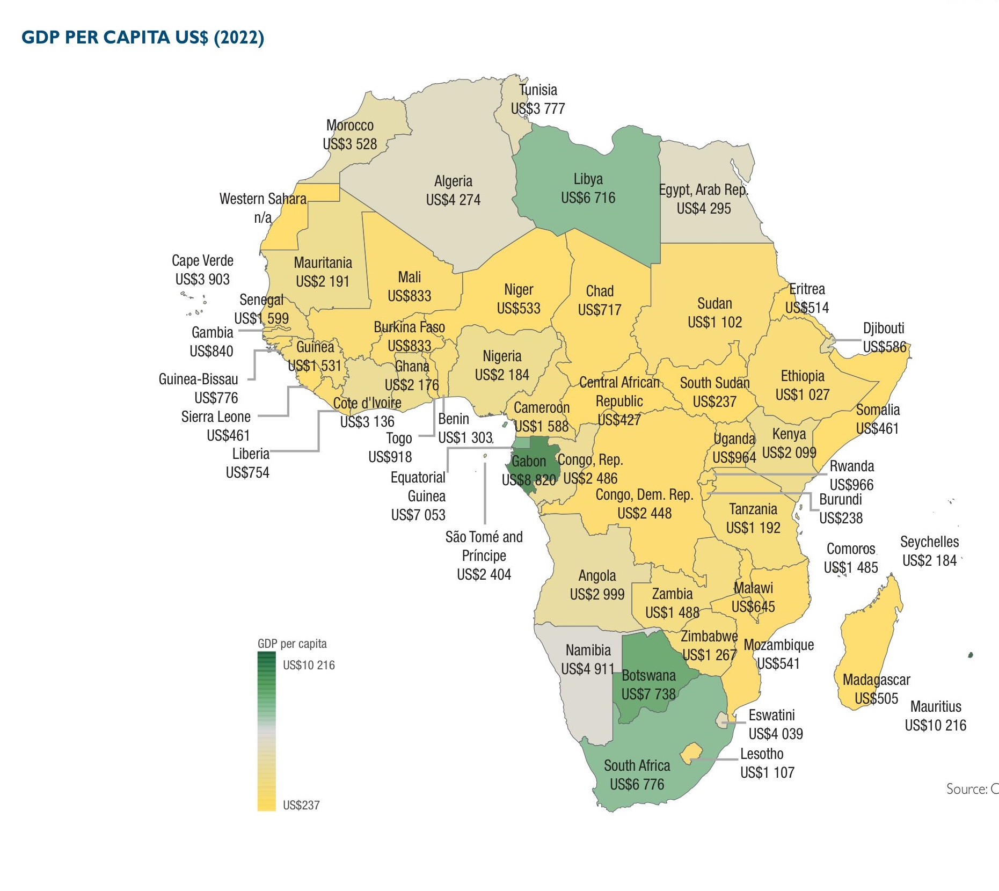 GDP PER CAPITA US$ (2022)
Tunisia
US$3 777
Morocco
US$3 528
Algeria
US$4 274
Libya
US$6 716
Egypt, Arab Rep.
US$4 295
Western Sahara
n/a
Cape Verde
US$3 903
Mauritania
US$2 191
Mali
US$833
Niger
US$533
Chad
US$717
Sudan
US$1 102
Eritrea
US$514
Senegal
US$1 599
Gambia
US$840
Burkina Faso
US$833
Djibouti
US$586
Guinea
US$1 531
Ghana
US$2 176
Nigeria
US$2 184
Guinea-Bissau
US$776
Central African
Republic
US$427
South Sudan
US$237
Ethiopia
US$1 027
Sierra Leone
US$461
Cote d'Ivoire
US$3 136
Benin
US$1 303
Cameroon
US$1 588
Somalia
US$461
Liberia
US$754
Togo
US$918
Uganda
US$964
Kenya
US$2 099
Equatorial
Guinea
US$7 053
Gabon
US$8 820
Congo, Rep.
US$2 486
Rwanda
US$966
Congo, Dem. Rep.
US$2 448
Tanzania
US$1 192
Burundi
US$238
São Tomé and
Príncipe
US$2 404
Comoros
US$1 485
Seychelles
US$2 184
Angola
US$2 999
Zambia
US$1 488
Malawi
US$645
Zimbabwe
US$1 267
Mozambique
US$541
Namibia
US$4 911
Botswana
US$7 738
Madagascar
US$505
Mauritius
US$10 216
Eswatini
US$4 039
Lesotho
US$1 107
South Africa
US$6 776
GDP per capita
US$10 216
US$237
Source: